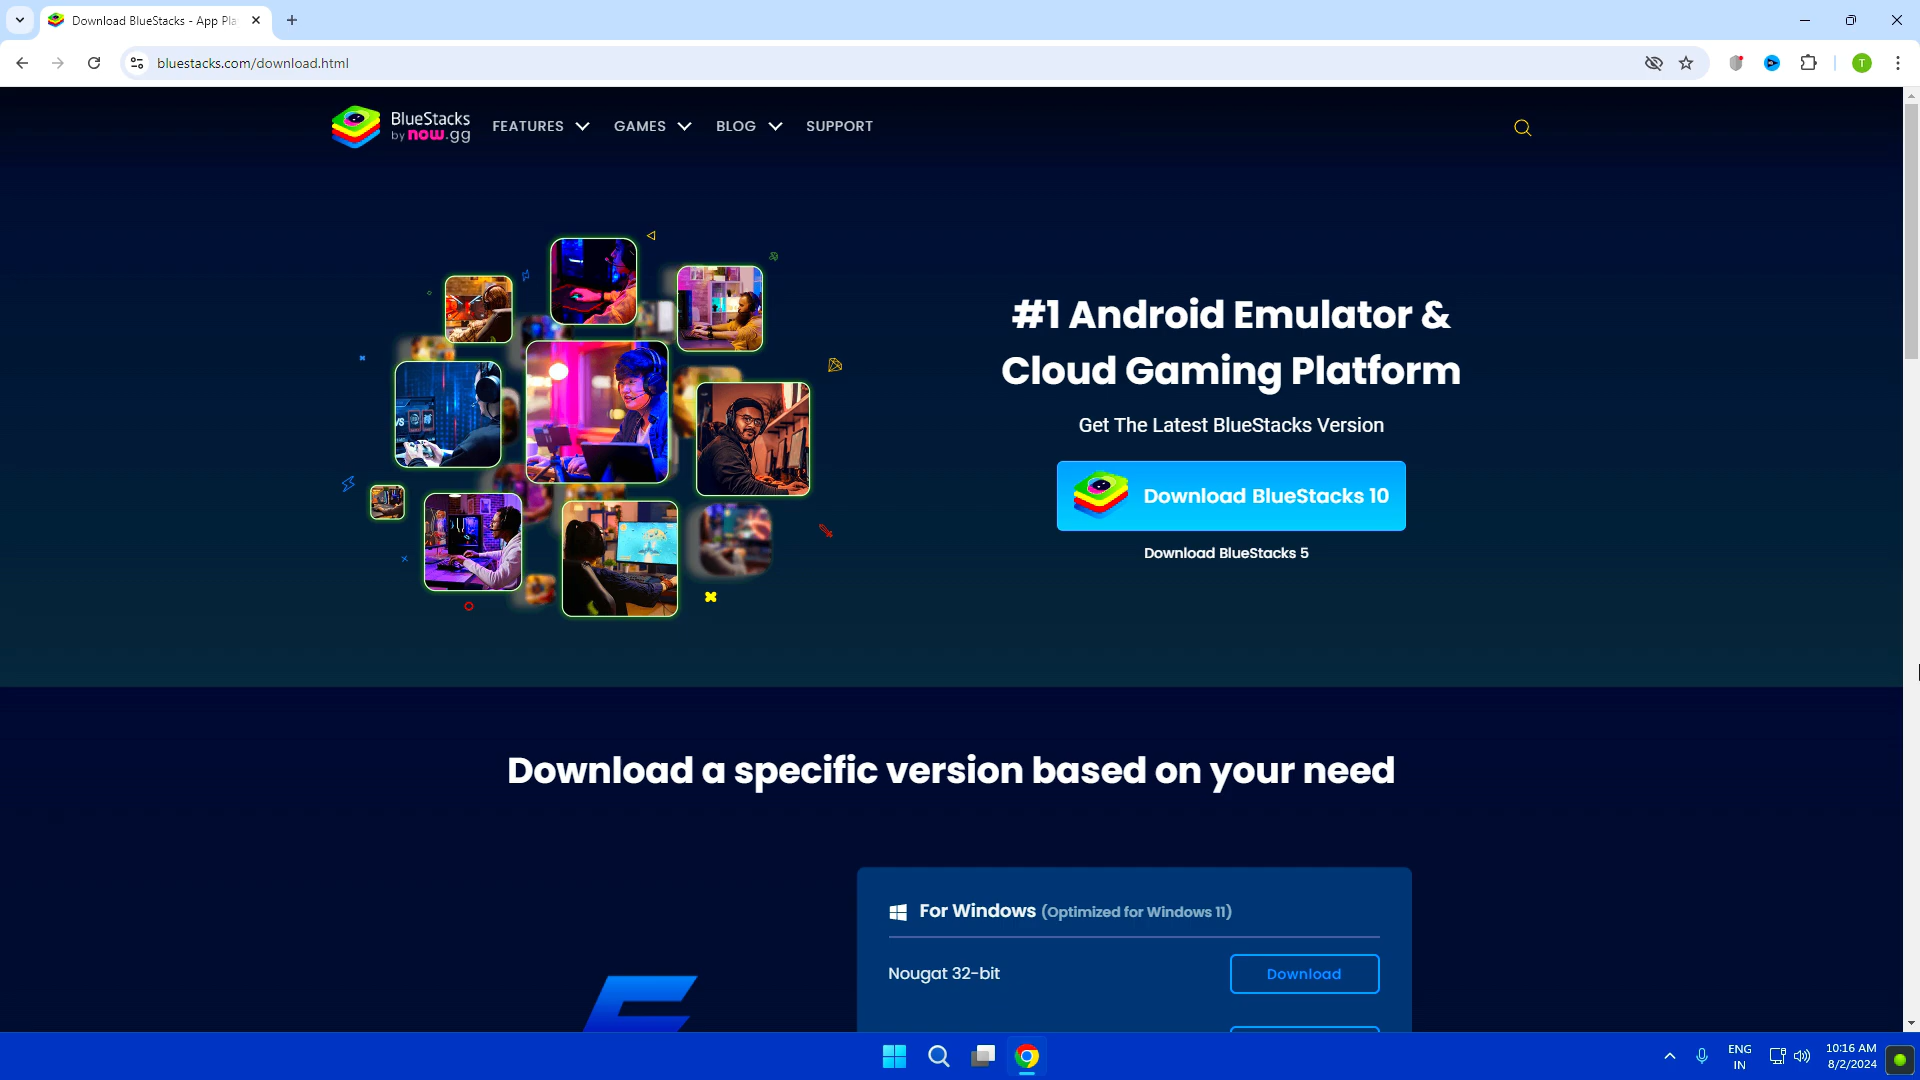 Download BlueStacks - App Pla
bluestacks.com/download.html
T
BlueStacks
by now.gg
FEATURES
GAMES
BLOG
SUPPORT
#1 Android Emulator &
Cloud Gaming Platform
Get The Latest BlueStacks Version
Download BlueStacks 10
Download BlueStacks 5
VS
Download a specific version based on your need
For Windows (Optimized for Windows 11)
Nougat 32-bit
Download
ENG
IN
10:16 AM
8/2/2024